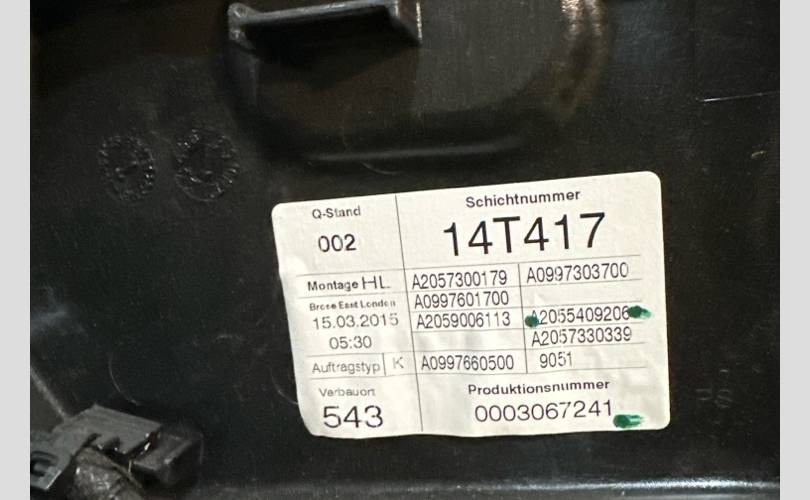 Q-Stand
002
Schichtnummer
14T417
Montage HL
A2057300179 A0997303700
Brose East London
A0997601700
15.03.2015
A2059006113 A2055409206
05:30
A2057330339
Auftragstyp K
A0997660500 9051
Verbauort
543
Produktionsnummer
0003067241
PS